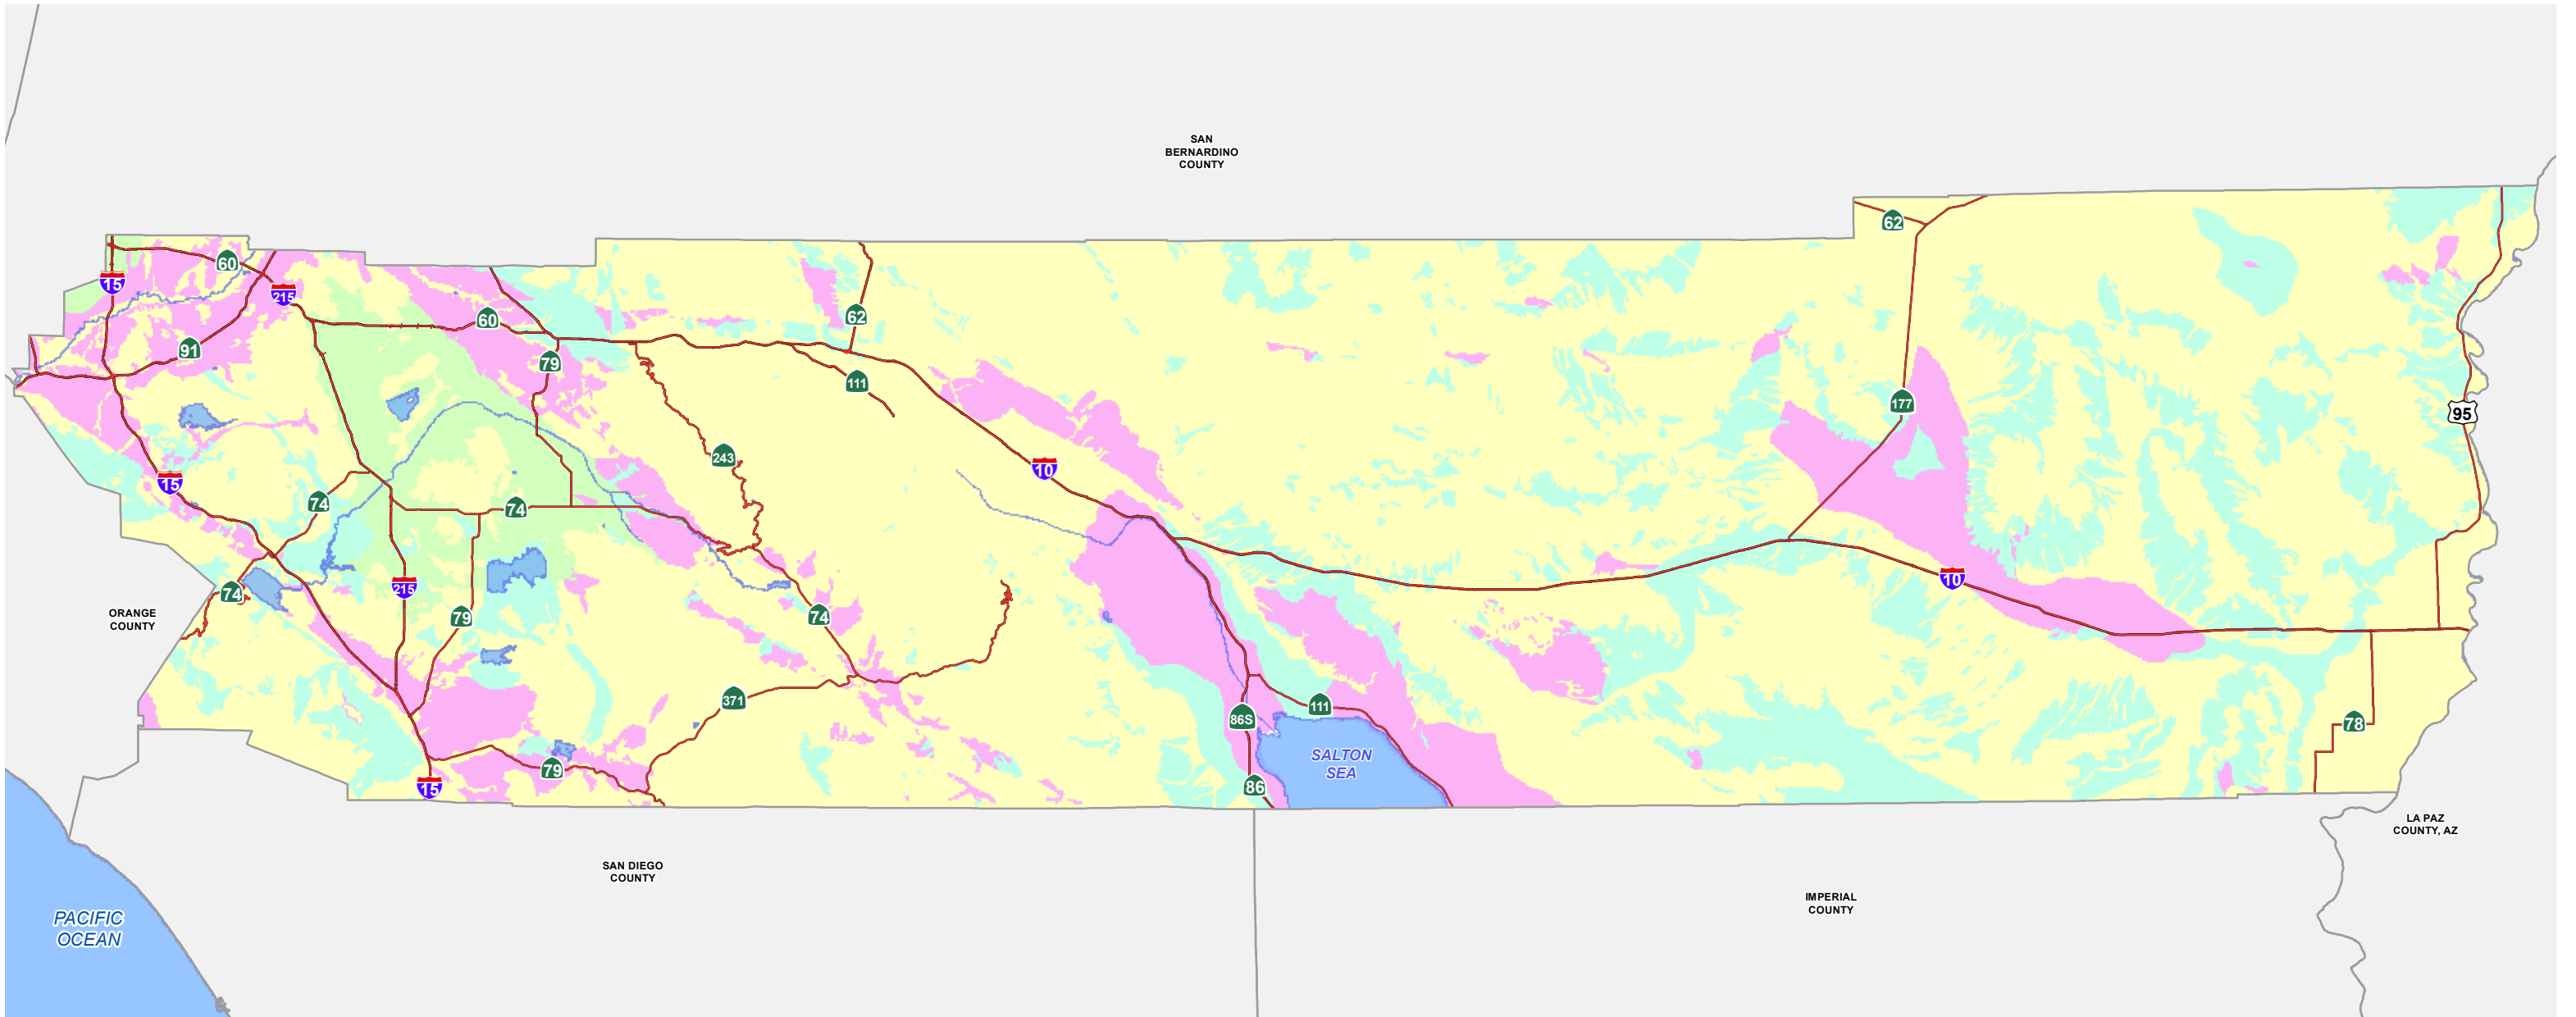 SAN
BERNARDINO
COUNTY
62
60
15
215
62
60
91
79
111
177
95
243
10
15
74
74
10
215
74
ORANGE
COUNTY
79
74
371
111
86S
78
SALTON
SEA
79
15
86
LA PAZ
COUNTY, AZ
SAN DIEGO
COUNTY
IMPERIAL
COUNTY
PACIFIC
OCEAN